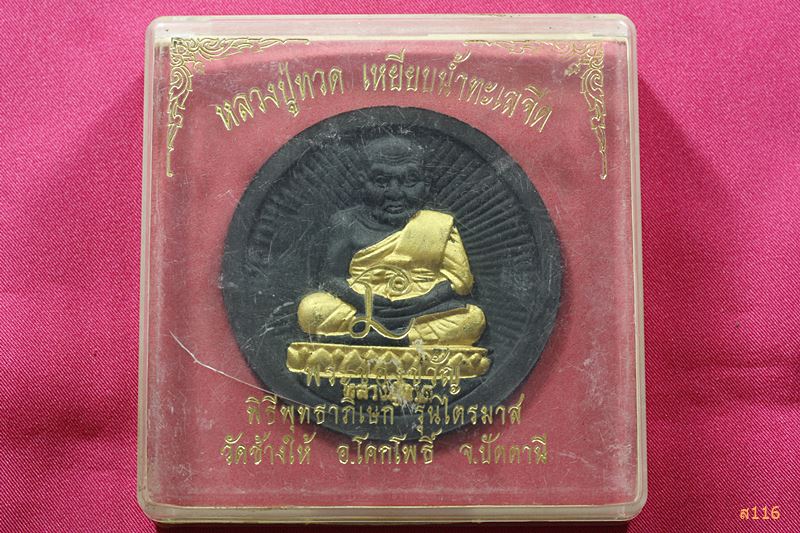 หลวงปู่ทวด เหยียบน้ำทะเลจืด
พิธีพุทธาภิเษก รุ่นไตรมาส
วัดช้างให้ อ.โคกโพธิ์ จ.ปัตตานี
ส116